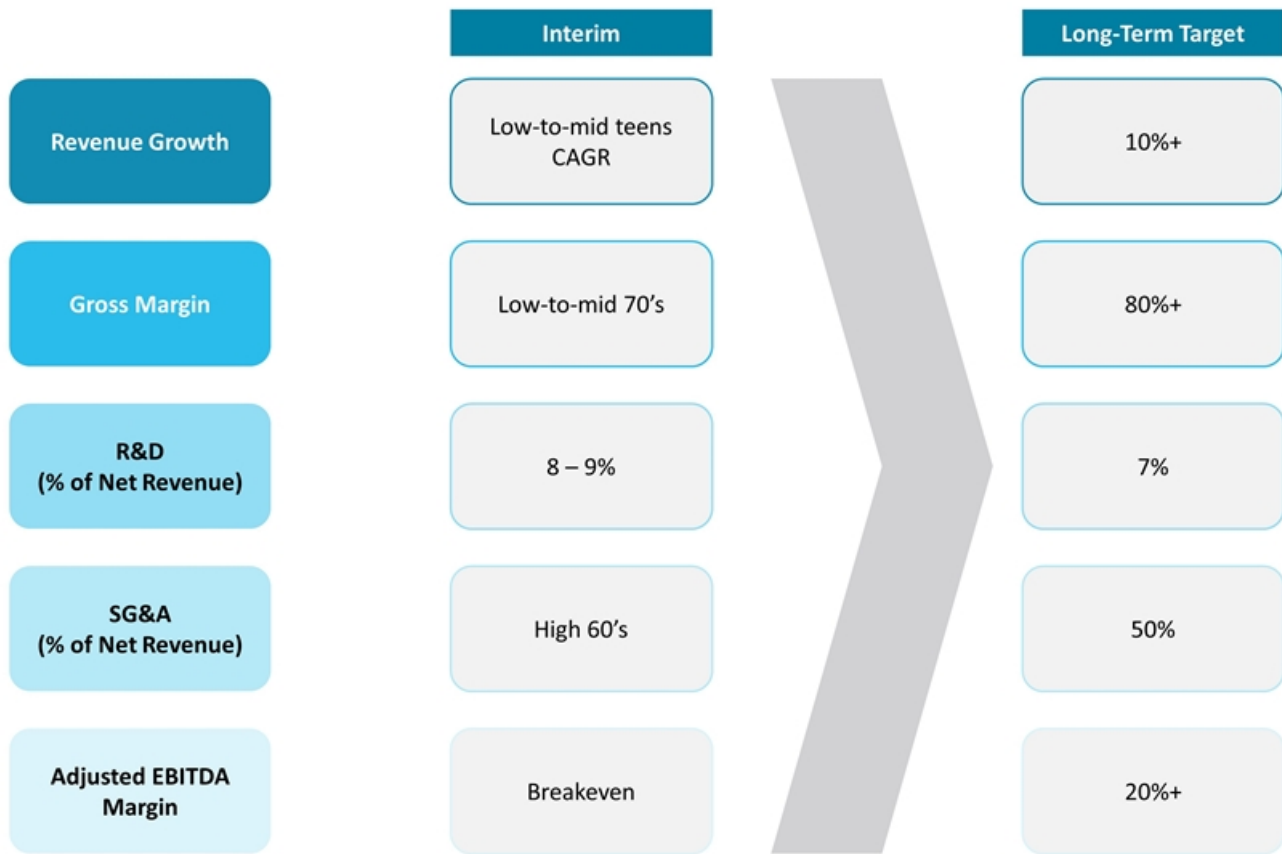 Interim
Long-Term Target
Revenue Growth
Low-to-mid teens
CAGR
10%+
Gross Margin
Low-to-mid 70’s
80%+
R&D
(% of Net Revenue)
8 – 9%
7%
SG&A
(% of Net Revenue)
High 60’s
50%
Adjusted EBITDA
Margin
Breakeven
20%+